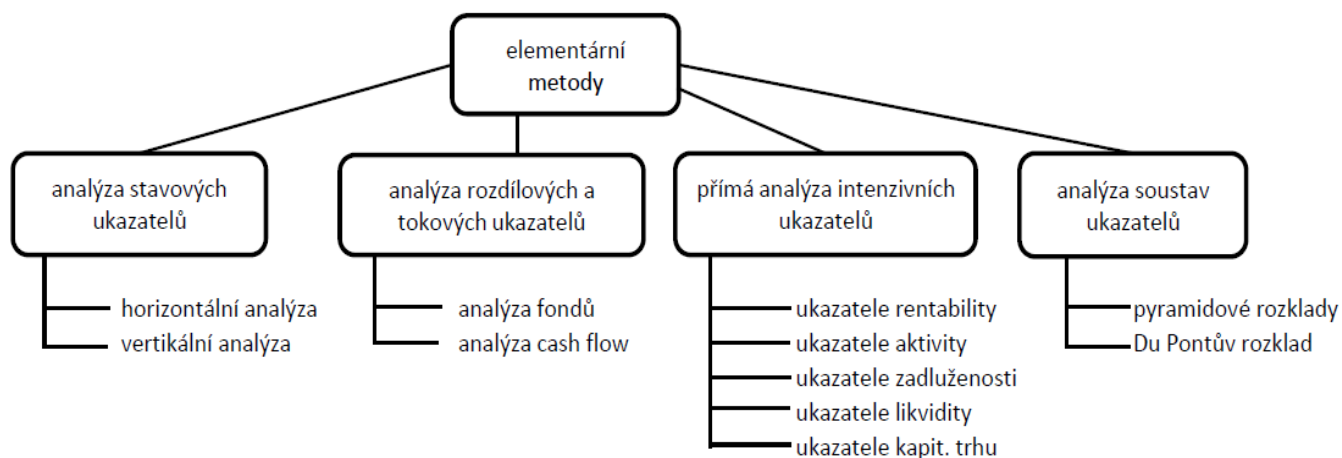 elementární
metody
analýza stavových
ukazatelů
analýza rozdílových a
tokových ukazatelů
přímá analýza intenzivních
ukazatelů
analýza soustav
ukazatelů
horizontální analýza
vertikální analýza
analýza fondů
analýza cash flow
ukazatele rentability
ukazatele aktivity
ukazatele zadluženosti
ukazatele likvidity
ukazatele kapit. trhu
pyramidové rozklady
Du Pontův rozklad